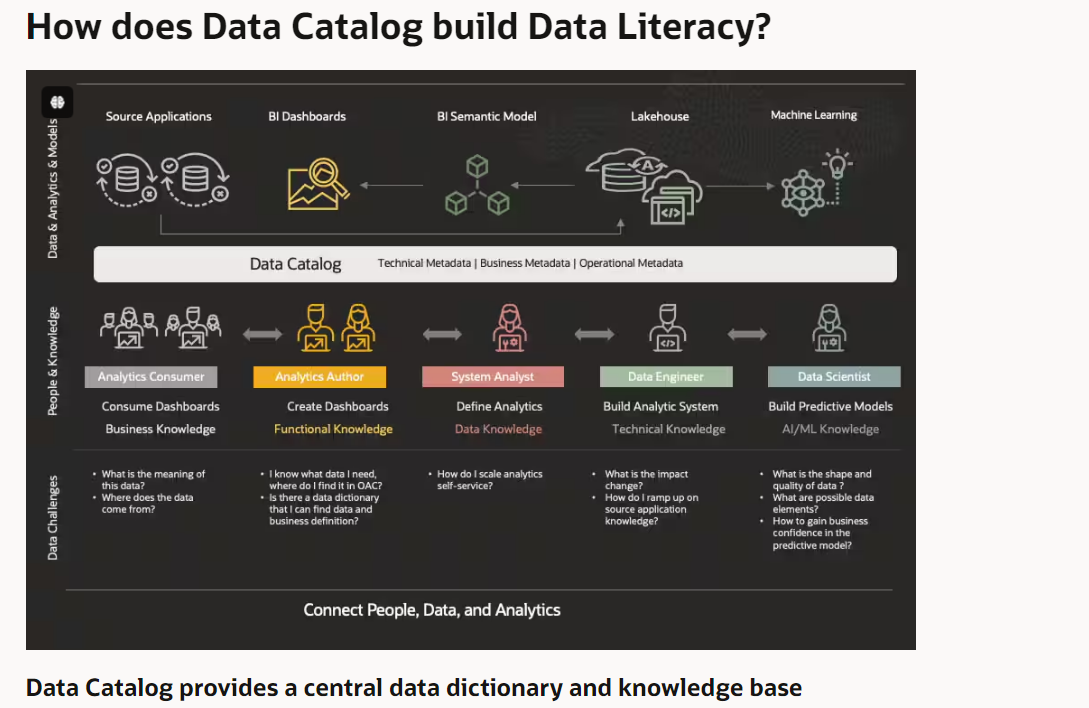 How does Data Catalog build Data Literacy?
Data & Analytics & Models
Source Applications
BI Dashboards
BI Semantic Model
Lakehouse
Machine Learning
A
</>
Data Catalog
Technical Metadata | Business Metadata | Operational Metadata
People & Knowledge
</>
Analytics Consumer
Analytics Author
System Analyst
Data Engineer
Data Scientist
Consume Dashboards
Create Dashboards
Define Analytics
Build Analytic System
Build Predictive Models
Business Knowledge
Functional Knowledge
Data Knowledge
Technical Knowledge
AI/ML Knowledge
Data Challenges
• What is the meaning of
this data?
• Where does the data
come from?
• I know what data I need,
where do I find it in OAC?
• Is there a data dictionary
that I can find data and
business definition?
• How do I scale analytics
self-service?
• What is the impact
change?
• How do I ramp up on
source application
knowledge?
• What is the shape and
quality of data ?
• What are possible data
elements?
• How to gain business
confidence in the
predictive model?
Connect People, Data, and Analytics
Data Catalog provides a central data dictionary and knowledge base